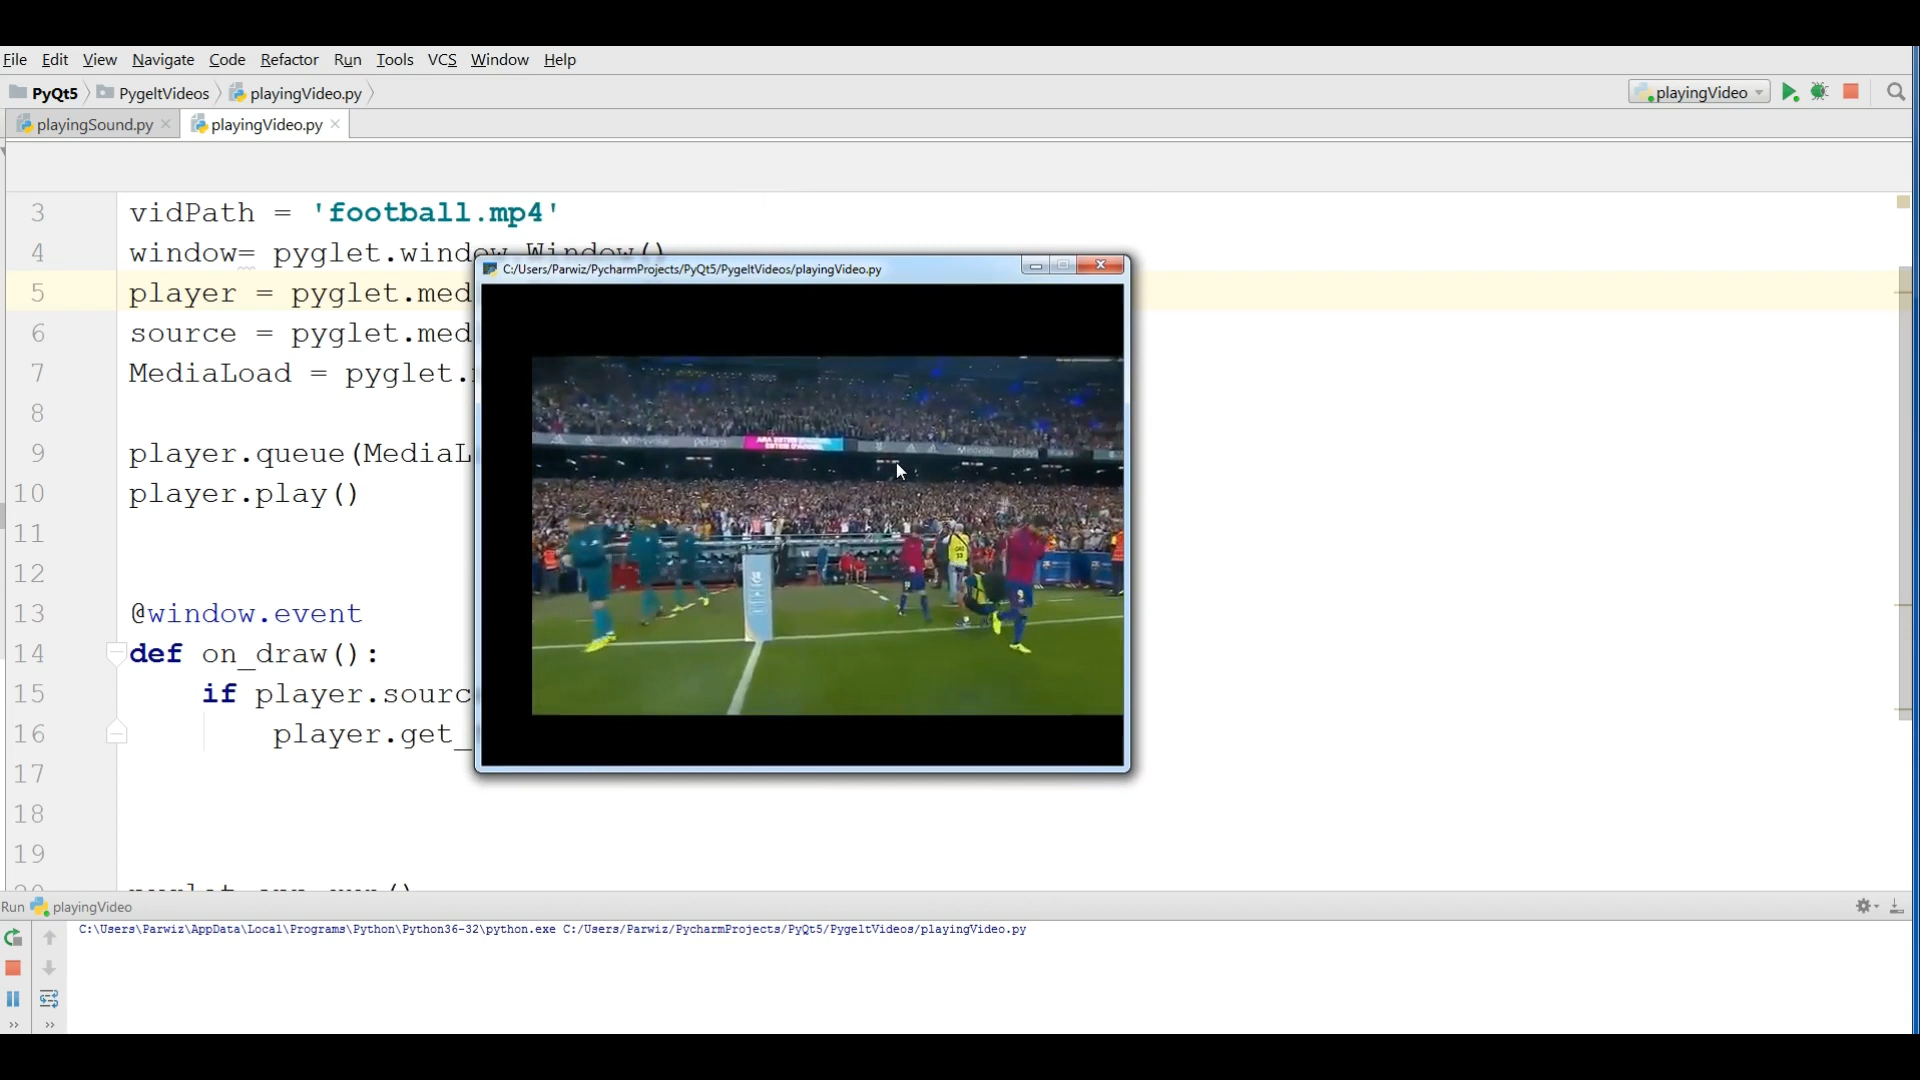 File Edit View Navigate Code Refactor Run Tools VCS Window Help
PyQt5 PygeltVideos playingVideo.py
playingVideo
playingSound.py playingVideo.py
3 vidPath = 'football.mp4'
4 window= pyglet.window.Window()
C:/Users/Parwiz/PycharmProjects/PyQt5/PygeltVideos/playingVideo.py
5 player = pyglet.med
6 source = pyglet.med
7 MediaLoad = pyglet.
8
9 player.queue(MediaL
10 player.play()
11
12
13 @window.event
14 def on_draw():
15 if player.sourc
16 player.get_
17
18
19
20 pyglet.app.run()
Run playingVideo
C:\Users\Parwiz\AppData\Local\Programs\Python\Python36-32\python.exe C:/Users/Parwiz/PycharmProjects/PyQt5/PygeltVideos/playingVideo.py